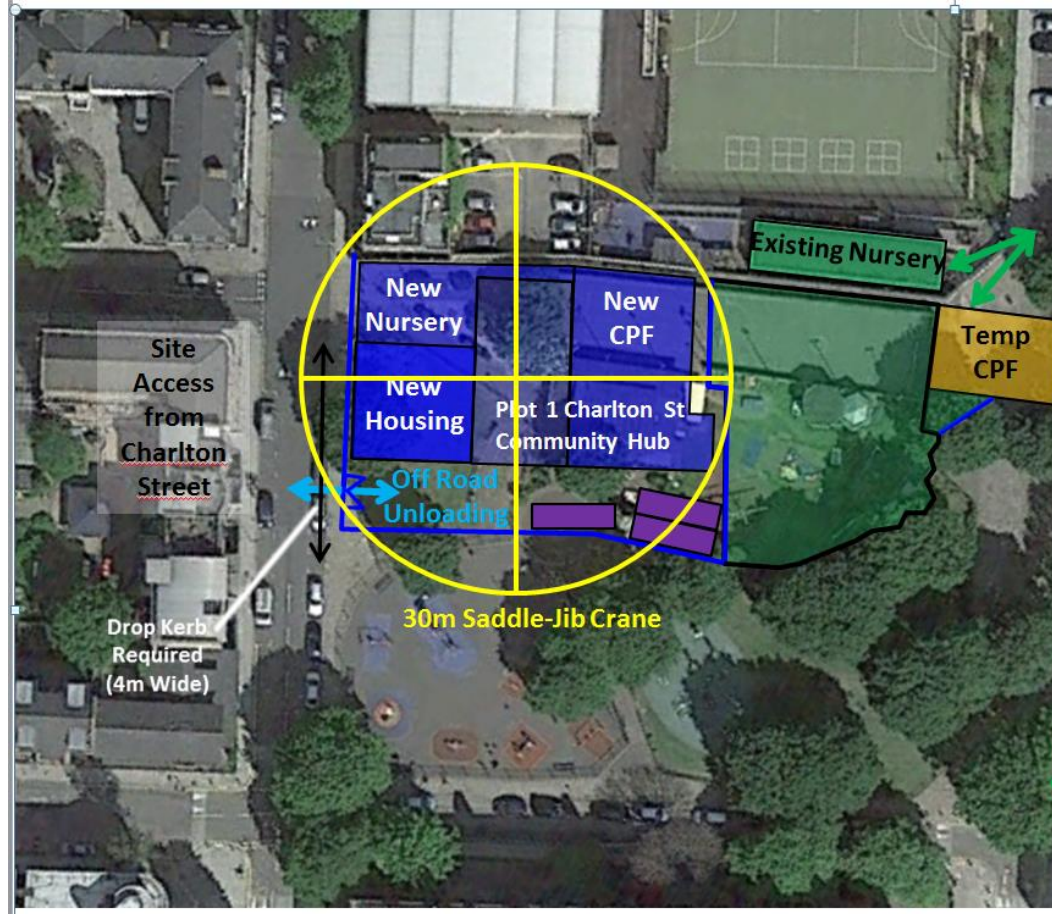 Existing Nursery
New
Nursery
New
CPF
Temp
CPF
Site
Access
from
Charlton
Street
New
Housing
Plot 1 Charlton St
Community Hub
Off Road
Unloading
30m Saddle-Jib Crane
Drop Kerb
Required
(4m Wide)